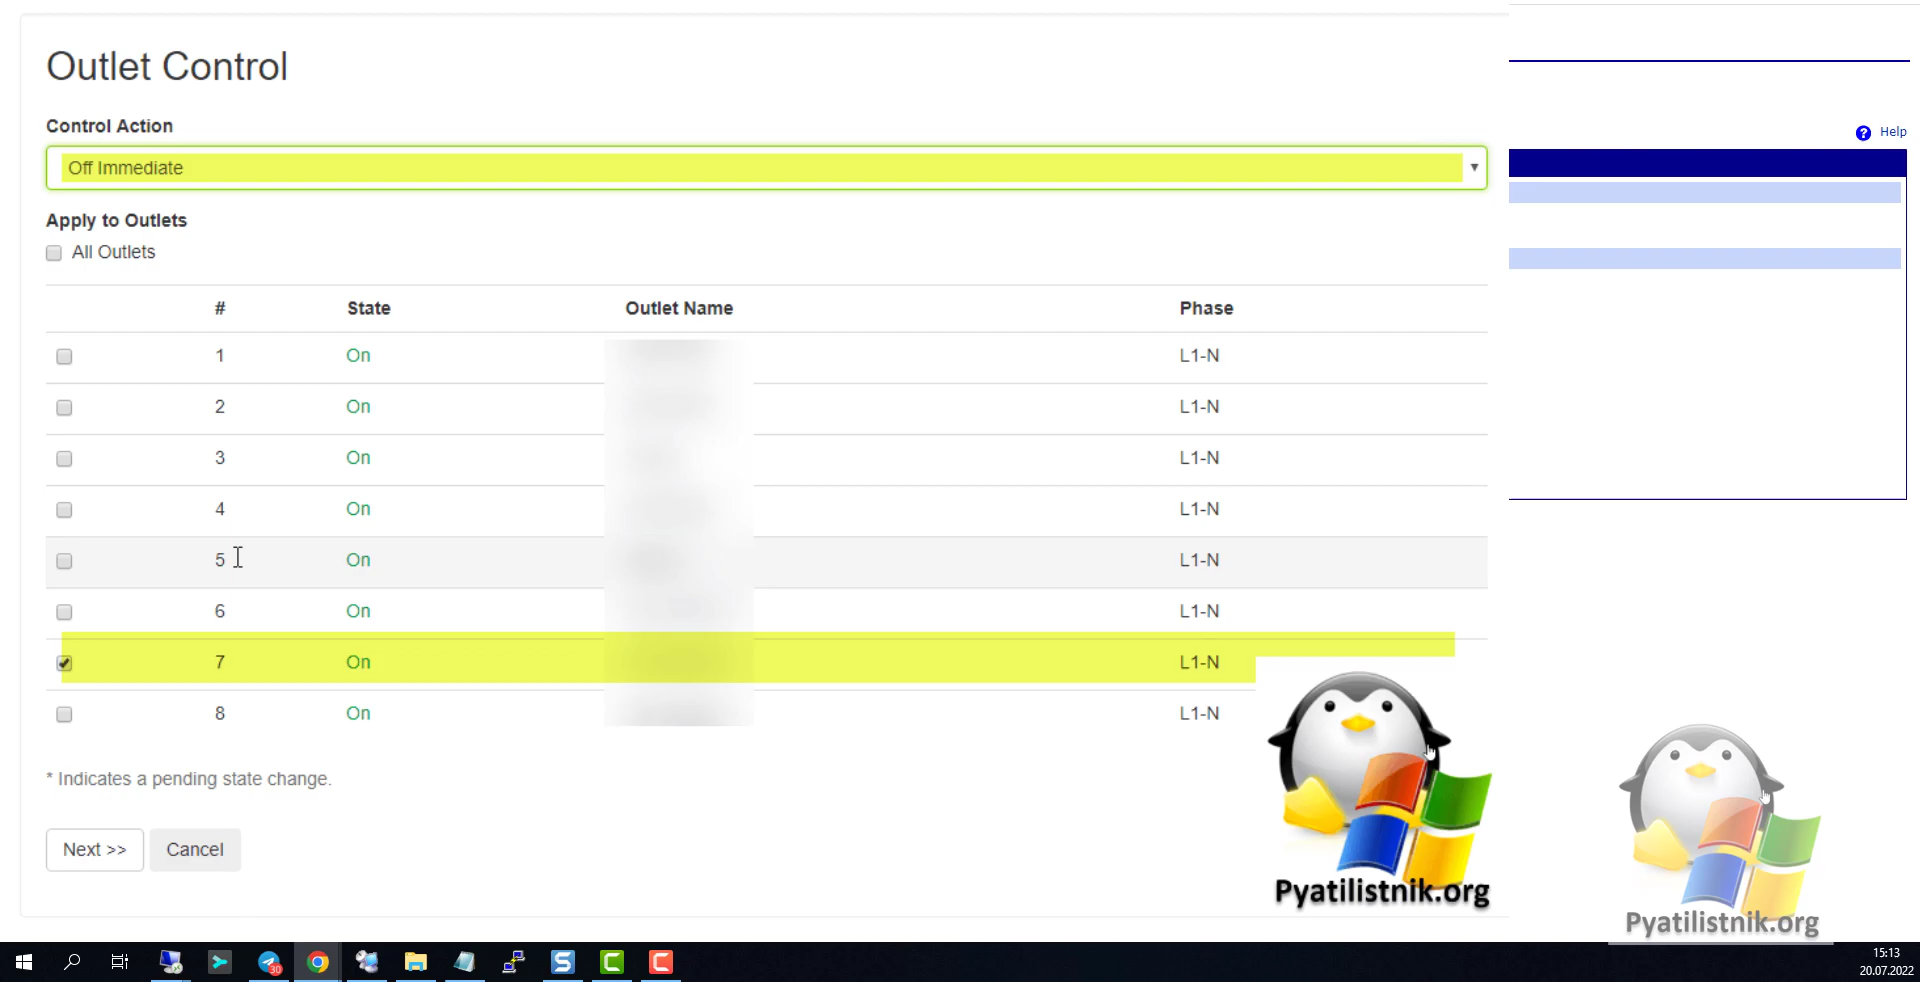 Outlet Control
Help
Control Action
Off Immediate
Apply to Outlets
All Outlets
# State Outlet Name Phase
1 On L1-N
2 On L1-N
3 On L1-N
4 On L1-N
5 On L1-N
6 On L1-N
7 On L1-N
8 On L1-N
* Indicates a pending state change.
Next >> Cancel
Pyatilistnik.org
Pyatilistnik.org
30
15:13
20.07.2022